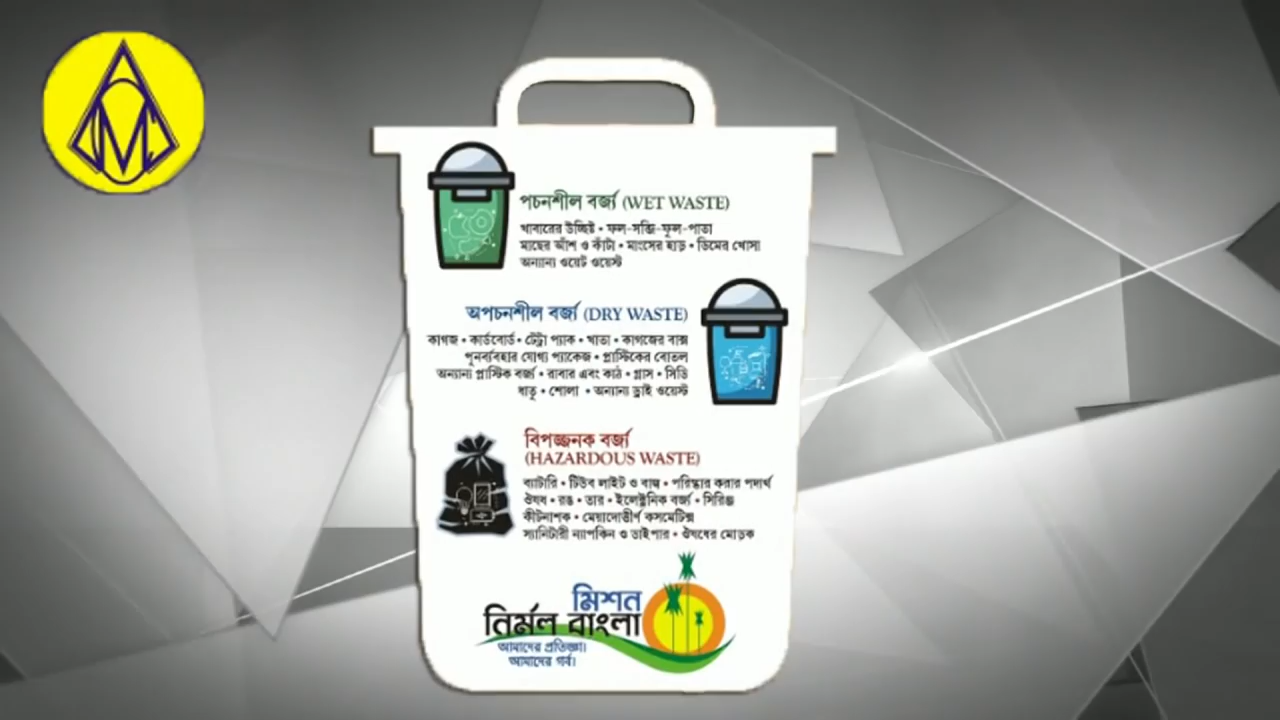 পচনশীল বর্জ্য (WET WASTE)
খাবারের উচ্ছিষ্ট • ফল-সব্জি-ফুল-পাতা
মাছের আঁশ ও কাঁটা • মাংসের হাড় • ডিমের খোসা
অন্যান্য ওয়েট ওয়েস্ট
অপচনশীল বর্জ্য (DRY WASTE)
কাগজ • কার্ডবোর্ড • টেট্রা প্যাক • খাতা • কাগজের বাক্স
পুনর্ব্যবহার যোগ্য প্যাকেজ • প্লাস্টিকের বোতল
অন্যান্য প্লাস্টিক বর্জ্য • রাবার এবং কাঠ • গ্লাস • সিডি
ধাতু • শোলা • অন্যান্য ড্রাই ওয়েস্ট
বিপজ্জনক বর্জ্য
(HAZARDOUS WASTE)
ব্যাটারি • টিউব লাইট ও বাল্ব • পরিষ্কার করার পদার্থ
ঔষধ • রঙ • তার • ইলেক্ট্রনিক বর্জ্য • সিরিঞ্জ
কীটনাশক • মেয়াদোত্তীর্ণ কসমেটিক্স
স্যানিটারী ন্যাপকিন ও ডাইপার • ঔষধের মোড়ক
মিশন
নির্মল বাংলা
আমাদের প্রতিজ্ঞা।
আমাদের গর্ব।